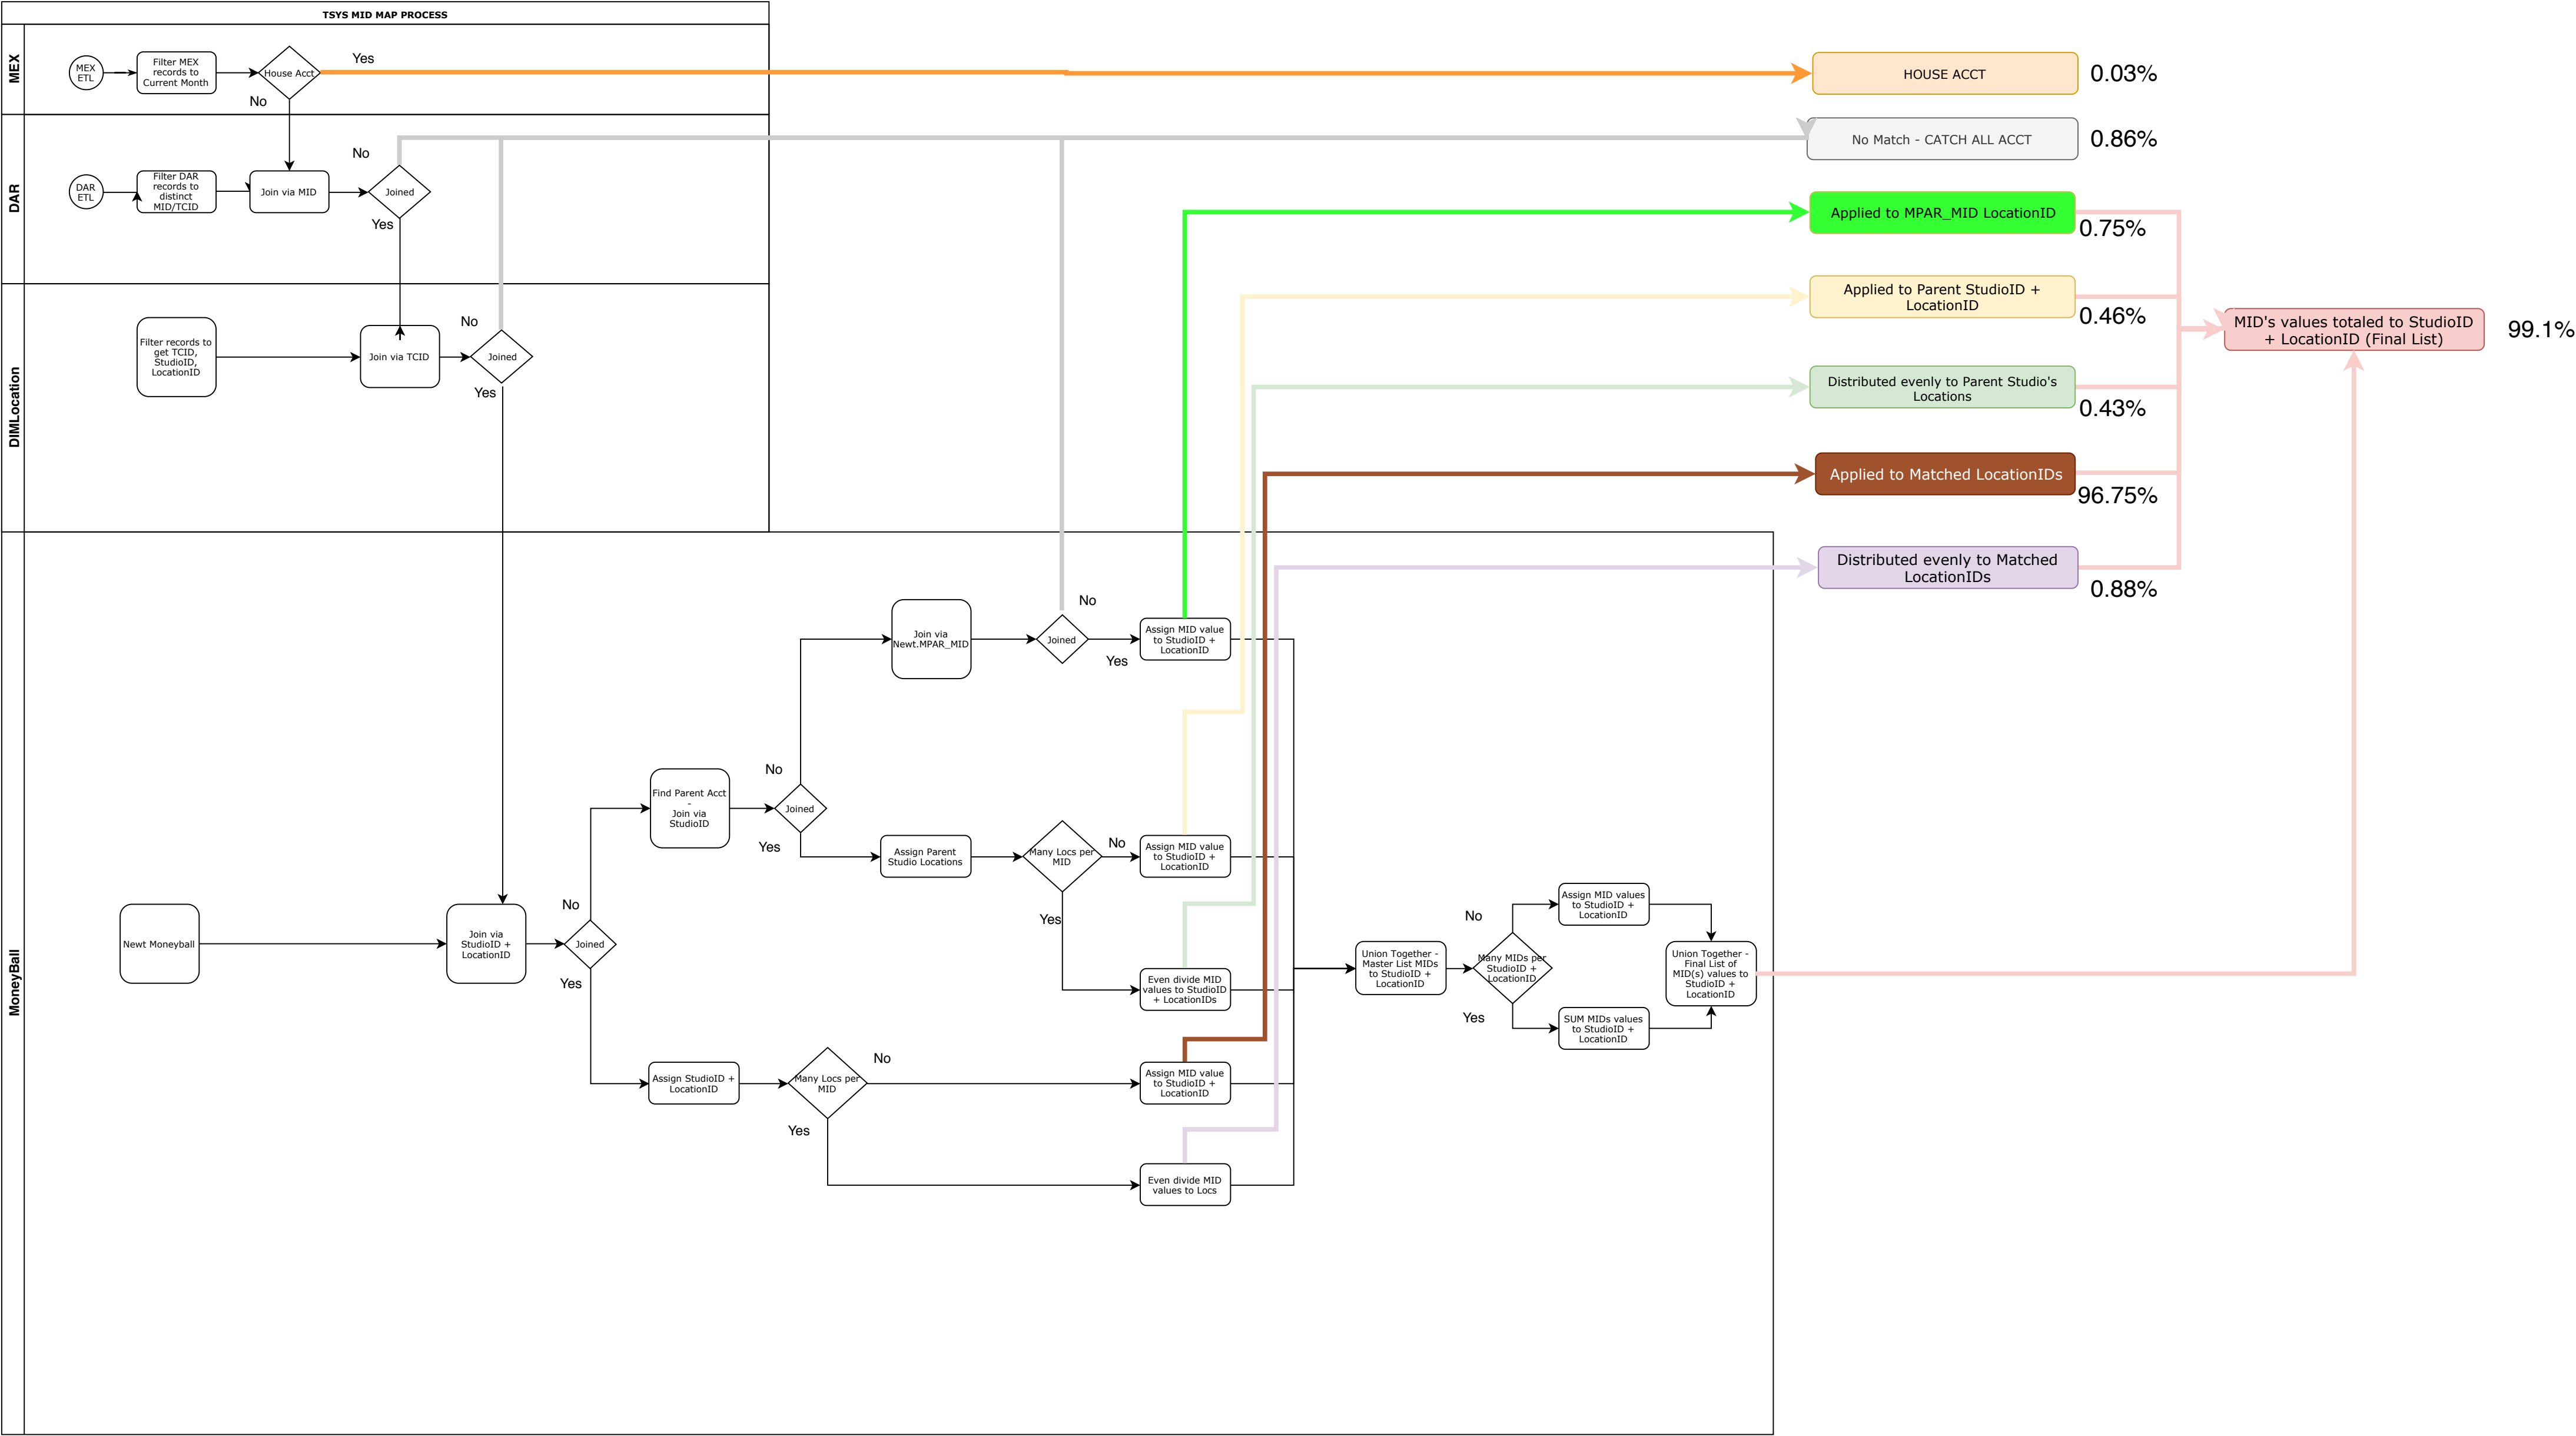 TSYS MID MAP PROCESS
MEX
MEX
ETL
Filter MEX
records to
Current Month
House Acct
Yes
No
HOUSE ACCT
0.03%
DAR
DAR
ETL
Filter DAR
records to
distinct
MID/TCID
Join via MID
Joined
No
Yes
No Match - CATCH ALL ACCT
0.86%
Applied to MPAR_MID LocationID
0.75%
DIMLocation
Filter records to
get TCID,
StudioID,
LocationID
Join via TCID
Joined
No
Yes
Applied to Parent StudioID +
LocationID
0.46%
Distributed evenly to Parent Studio's
Locations
0.43%
Applied to Matched LocationIDs
96.75%
Distributed evenly to Matched
LocationIDs
0.88%
MID's values totaled to StudioID
+ LocationID (Final List)
99.1%
MoneyBall
Newt Moneyball
Join via
StudioID +
LocationID
Joined
No
Yes
Find Parent Acct
-
Join via
StudioID
Joined
No
Yes
Join via
Newt.MPAR_MID
Joined
No
Yes
Assign MID value
to StudioID +
LocationID
Assign Parent
Studio Locations
Many Locs per
MID
No
Yes
Assign MID value
to StudioID +
LocationID
Even divide MID
values to StudioID
+ LocationIDs
Assign StudioID +
LocationID
Many Locs per
MID
No
Yes
Assign MID value
to StudioID +
LocationID
Even divide MID
values to Locs
Union Together -
Master List MIDs
to StudioID +
LocationID
Many MIDs per
StudioID +
LocationID
No
Yes
Assign MID values
to StudioID +
LocationID
SUM MIDs values
to StudioID +
LocationID
Union Together -
Final List of
MID(s) values to
StudioID +
LocationID